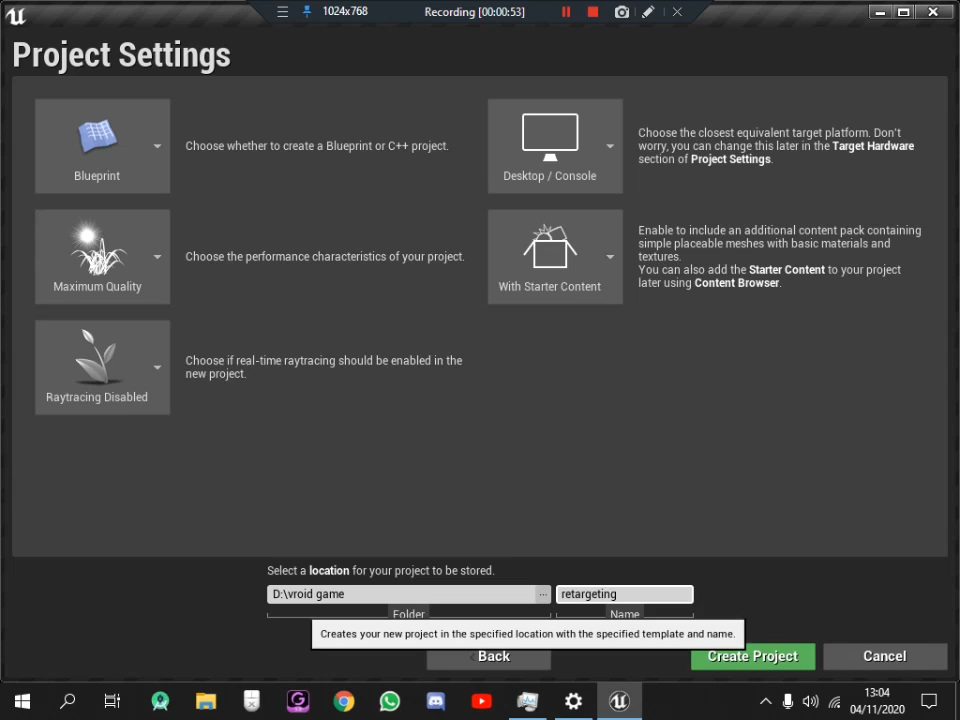 1024x768
Recording [00:00:53]
Project Settings
Blueprint
Choose whether to create a Blueprint or C++ project.
Desktop / Console
Choose the closest equivalent target platform. Don't
worry, you can change this later in the Target Hardware
section of Project Settings.
Maximum Quality
Choose the performance characteristics of your project.
With Starter Content
Enable to include an additional content pack containing
simple placeable meshes with basic materials and
textures.
You can also add the Starter Content to your project
later using Content Browser.
Raytracing Disabled
Choose if real-time raytracing should be enabled in the
new project.
Select a location for your project to be stored.
D:\vroid game
...
retargeting
Folder
Name
Creates your new project in the specified location with the specified template and name.
Back
Create Project
Cancel
13:04
04/11/2020